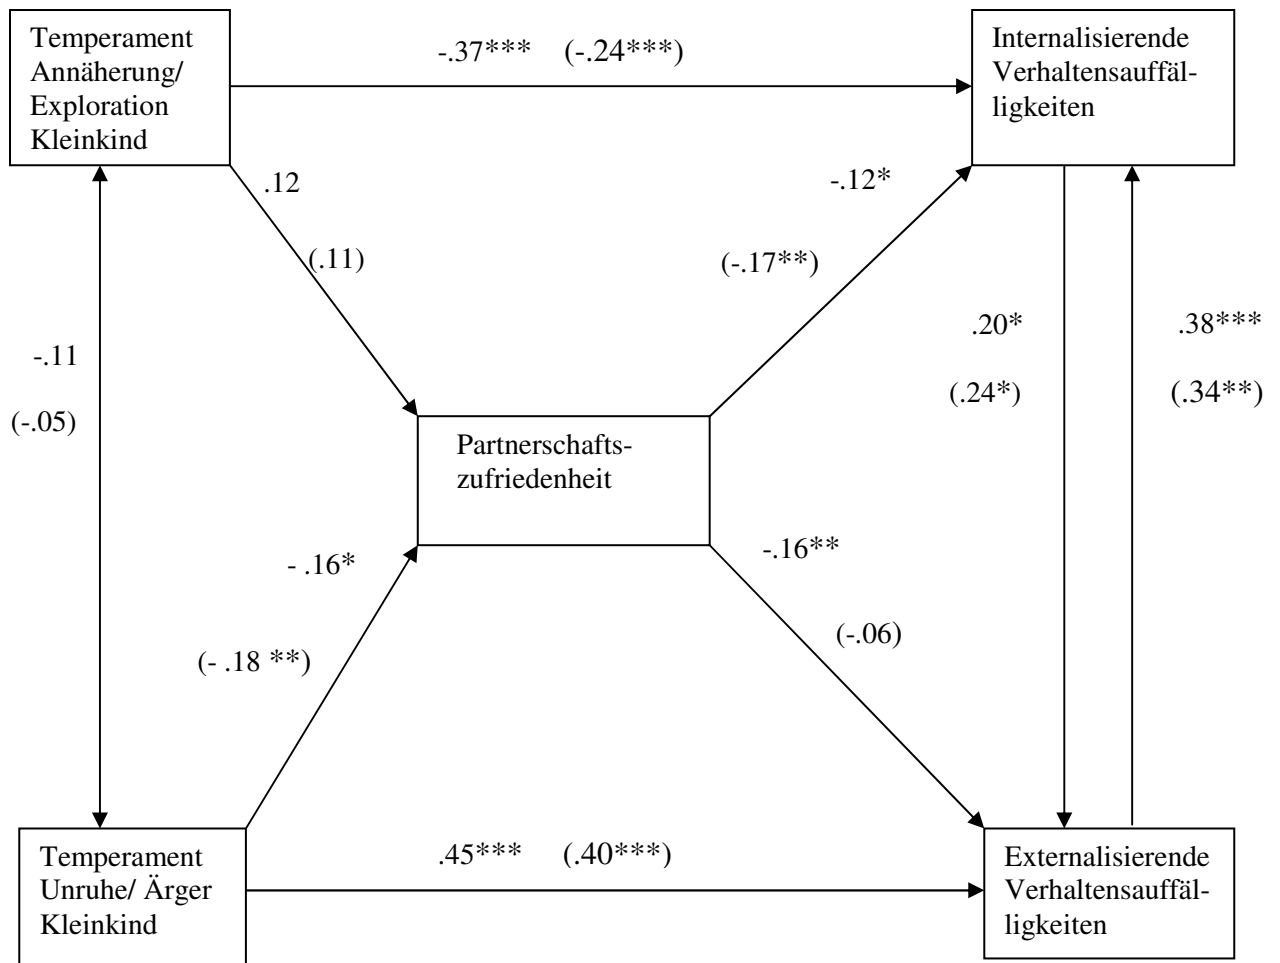 Temperament
Annäherung/
Exploration
Kleinkind
-.37*** (-.24***)
Internalisierende
Verhaltensauffäl-
ligkeiten
.12
(.11)
-.12*
(-.17**)
-.11
(-.05)
.20*
(.24*)
.38***
(.34**)
Partnerschafts-
zufriedenheit
- .16*
(- .18 **)
-.16**
(-.06)
Temperament
Unruhe/ Ärger
Kleinkind
.45*** (.40***)
Externalisierende
Verhaltensauffäl-
ligkeiten